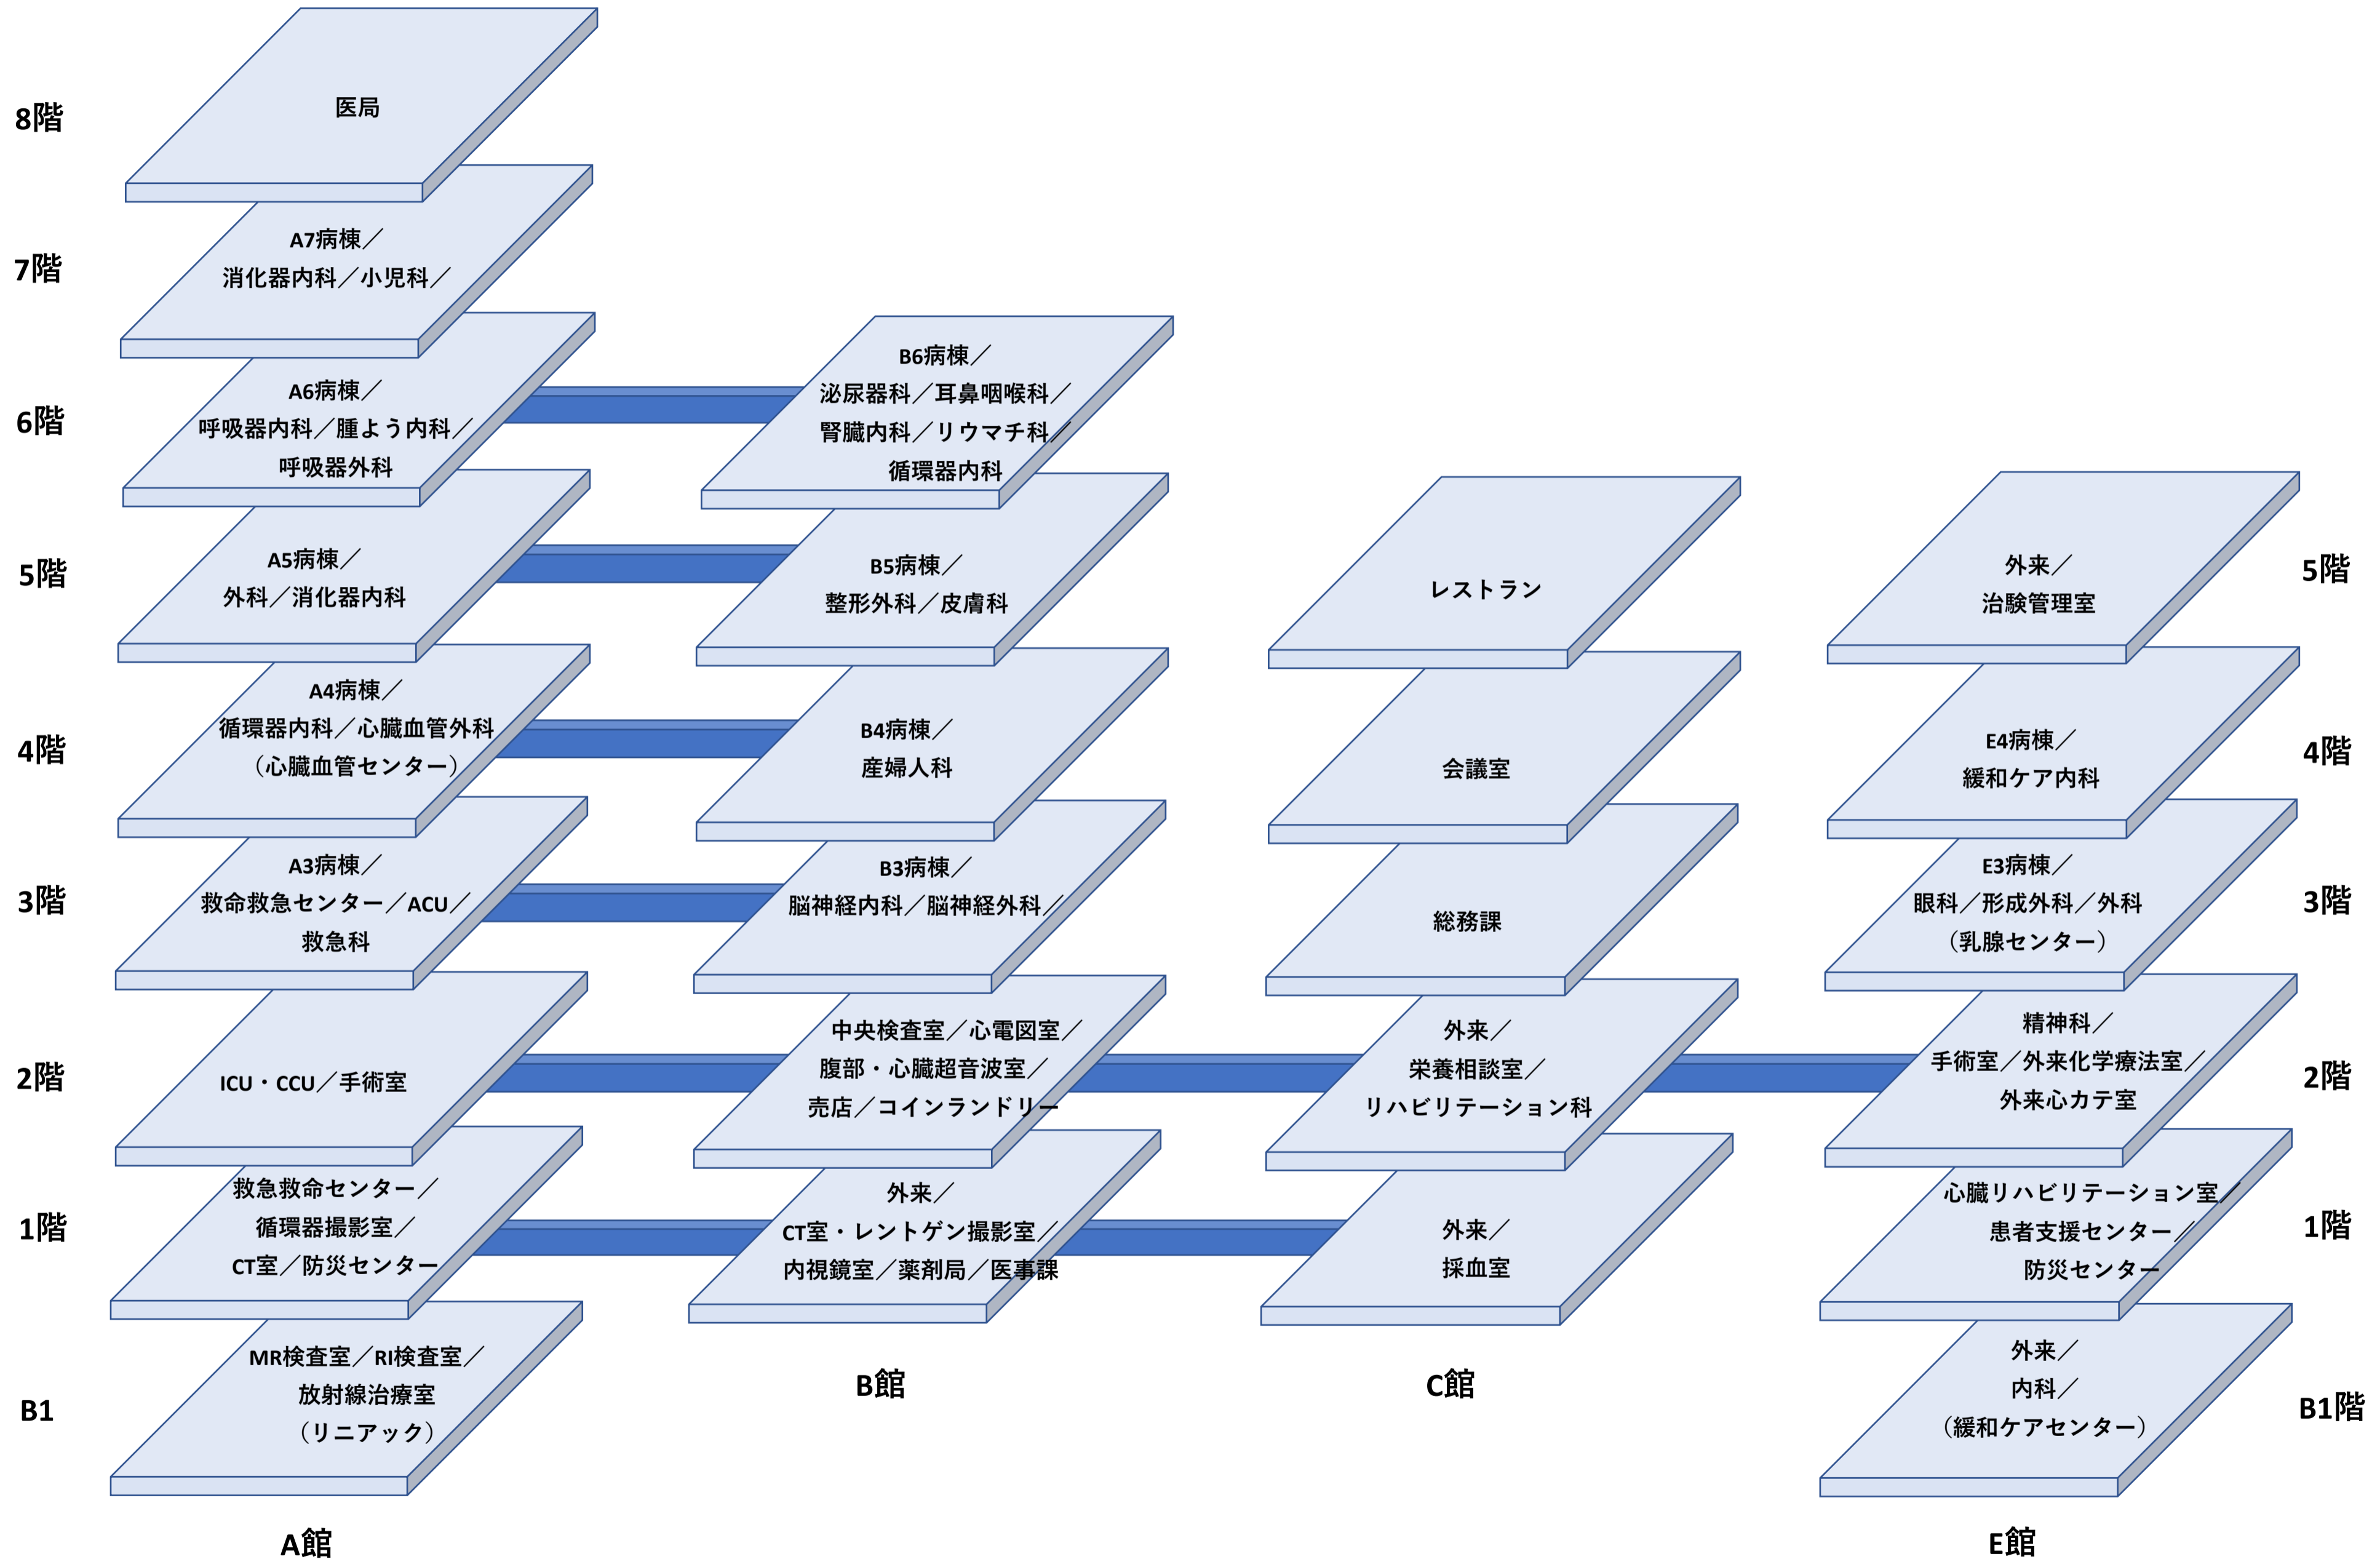 8階
医局
7階
A7病棟／
消化器内科／小児科／
6階
A6病棟／
呼吸器内科／腫よう内科／
呼吸器外科
B6病棟／
泌尿器科／耳鼻咽喉科／
腎臓内科／リウマチ科／
循環器内科
5階
A5病棟／
外科／消化器内科
B5病棟／
整形外科／皮膚科
レストラン
外来／
治験管理室
5階
4階
A4病棟／
循環器内科／心臓血管外科
（心臓血管センター）
B4病棟／
産婦人科
会議室
E4病棟／
緩和ケア内科
4階
3階
A3病棟／
救命救急センター／ACU／
救急科
B3病棟／
脳神経内科／脳神経外科／
総務課
E3病棟／
眼科／形成外科／外科
（乳腺センター）
3階
2階
ICU・CCU／手術室
中央検査室／心電図室／
腹部・心臓超音波室／
売店／コインランドリー
外来／
栄養相談室／
リハビリテーション科
精神科／
手術室／外来化学療法室／
外来心カテ室
2階
1階
救急救命センター／
循環器撮影室／
CT室／防災センター
外来／
CT室・レントゲン撮影室／
内視鏡室／薬剤局／医事課
外来／
採血室
心臓リハビリテーション室／
患者支援センター／
防災センター
1階
B1
MR検査室／RI検査室／
放射線治療室
（リニアック）
外来／
内科／
（緩和ケアセンター）
B1階
A館
B館
C館
E館